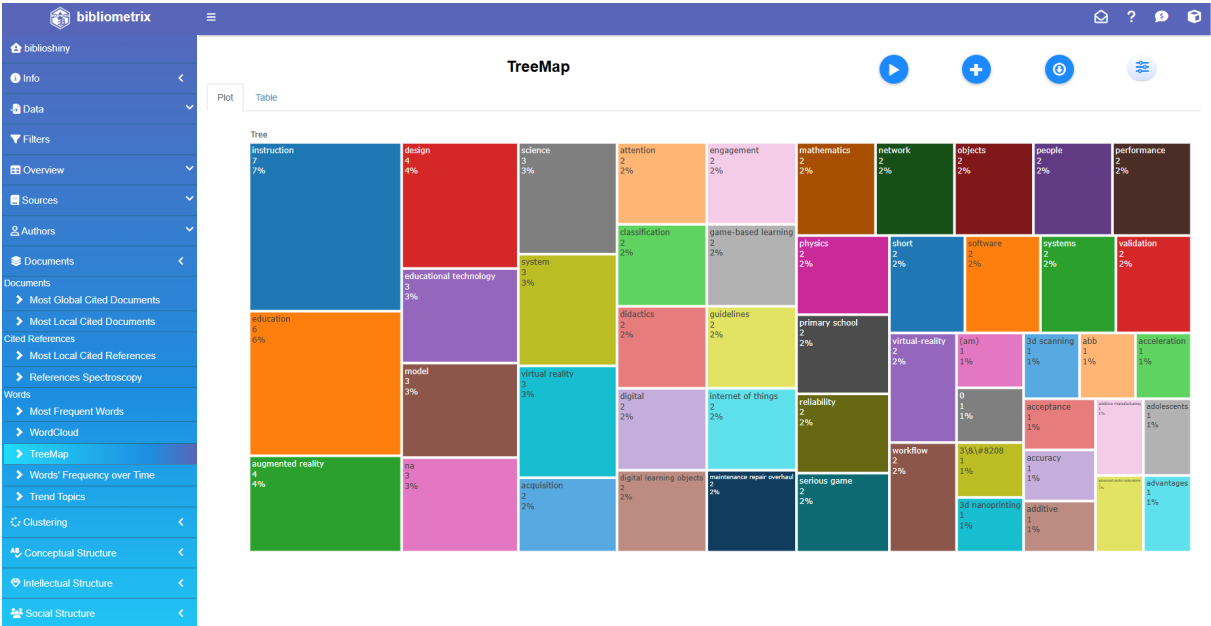 bibliometrix
biblioshiny
Info
Data
Filters
Overview
Sources
Authors
Documents
Documents
Most Global Cited Documents
Most Local Cited Documents
Cited References
Most Local Cited References
References Spectroscopy
Words
Most Frequent Words
WordCloud
TreeMap
Words' Frequency over Time
Trend Topics
Clustering
Conceptual Structure
Intellectual Structure
Social Structure
TreeMap
Plot
Table
Tree
instruction
7
7%
education
6
6%
augmented reality
4
4%
design
4
4%
educational technology
3
3%
model
3
3%
na
3
3%
science
3
3%
system
3
3%
virtual reality
3
3%
acquisition
2
2%
attention
2
2%
classification
2
2%
didactics
2
2%
digital
2
2%
digital learning objects
2
2%
engagement
2
2%
game-based learning
2
2%
guidelines
2
2%
internet of things
2
2%
maintenance repair overhaul
2
2%
mathematics
2
2%
network
2
2%
objects
2
2%
people
2
2%
performance
2
2%
physics
2
2%
primary school
2
2%
reliability
2
2%
serious game
2
2%
short
2
2%
software
2
2%
systems
2
2%
validation
2
2%
virtual-reality
2
2%
workflow
2
2%
(am)
1
1%
0
1
1%
3\&\#8208
1
1%
3d nanoprinting
1
1%
3d scanning
1
1%
abb
1
1%
acceleration
1
1%
acceptance
1
1%
accuracy
1
1%
additive
1
1%
additive manufacturing
1
1%
adolescents
1
1%
1
1%
advantages
1
1%